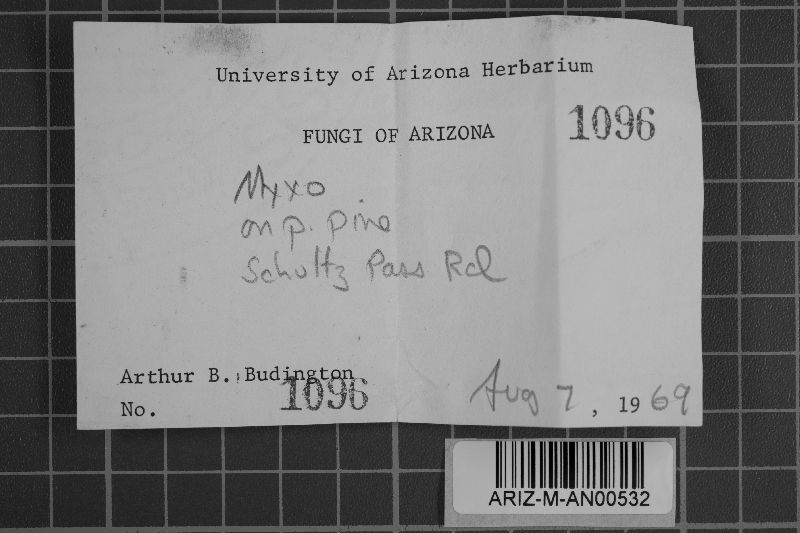 University of Arizona Herbarium
FUNGI OF ARIZONA 1096
Myxo
on p. pine
Schultz Pass Rd
Arthur B. Budington
No. 1096 Aug 7, 1969
ARIZ-M-AN00532